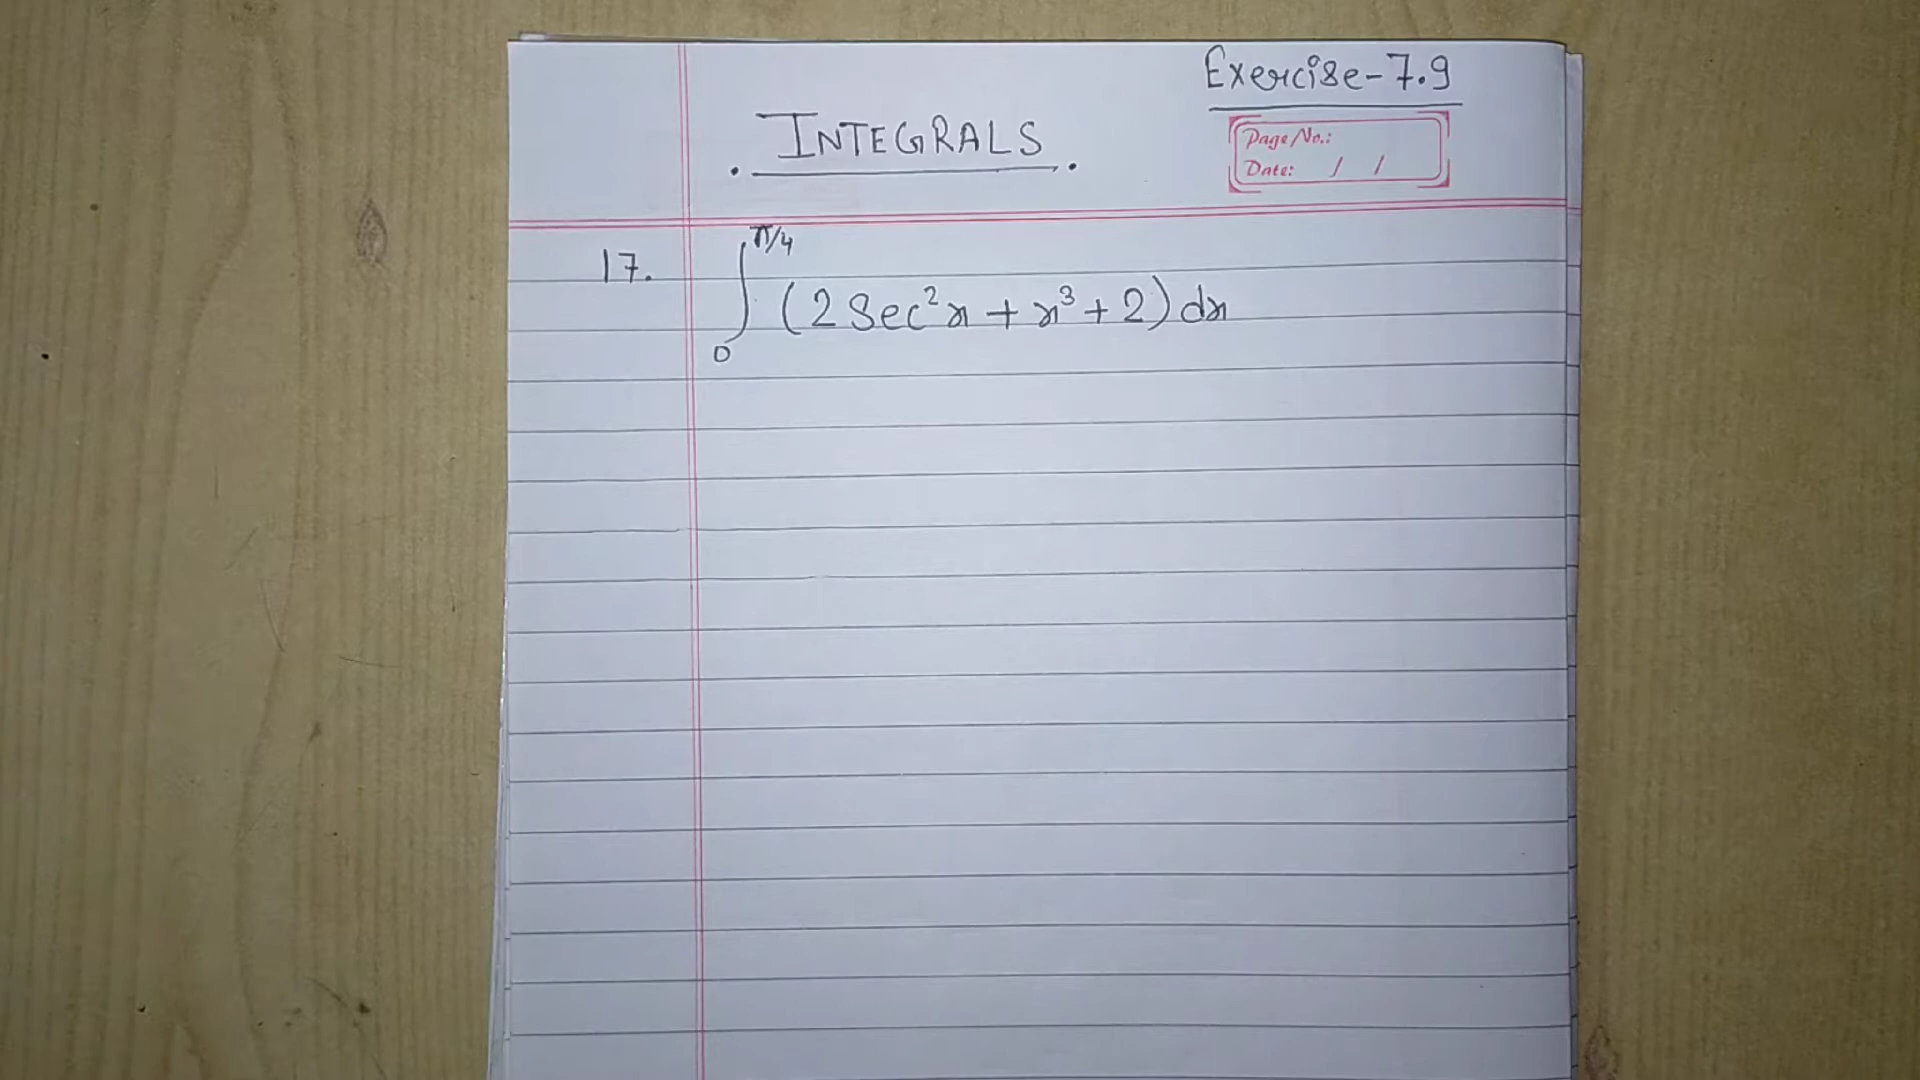 Exercise-7.9
INTEGRALS
Page No.:
Date: / /
17. ∫₀^π/4 (2 Sec²x + x³ + 2) dx